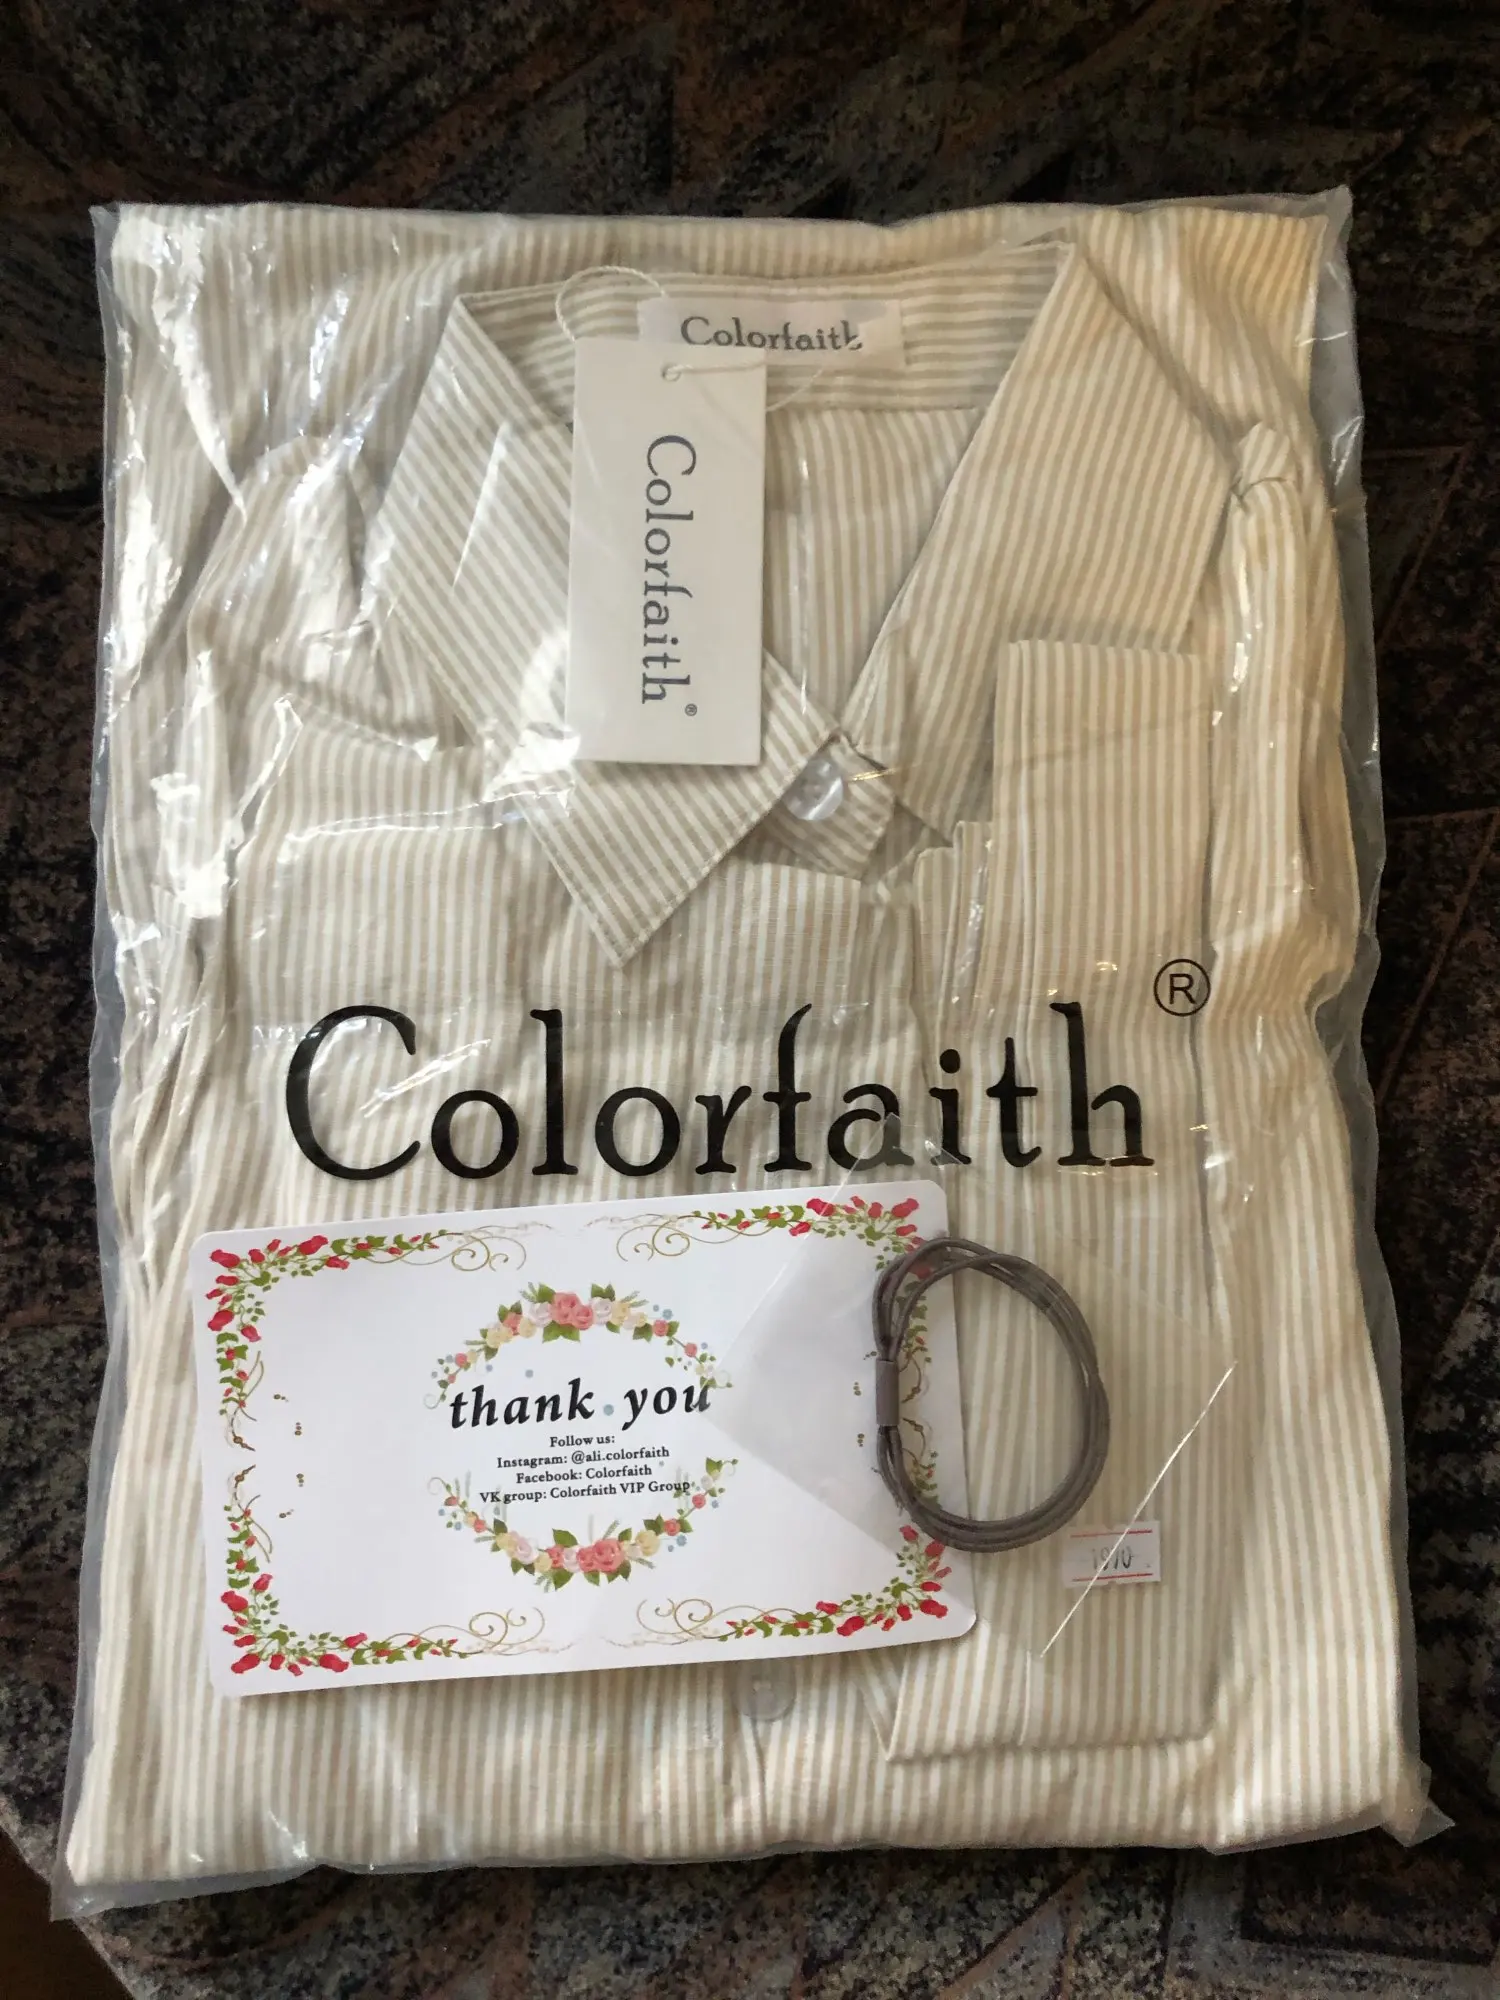 Colorfaith
Colorfaith®
Colorfaith®
thank you
Follow us:
Instagram: @ali.colorfaith
Facebook: Colorfaith
VK group: Colorfaith VIP Group